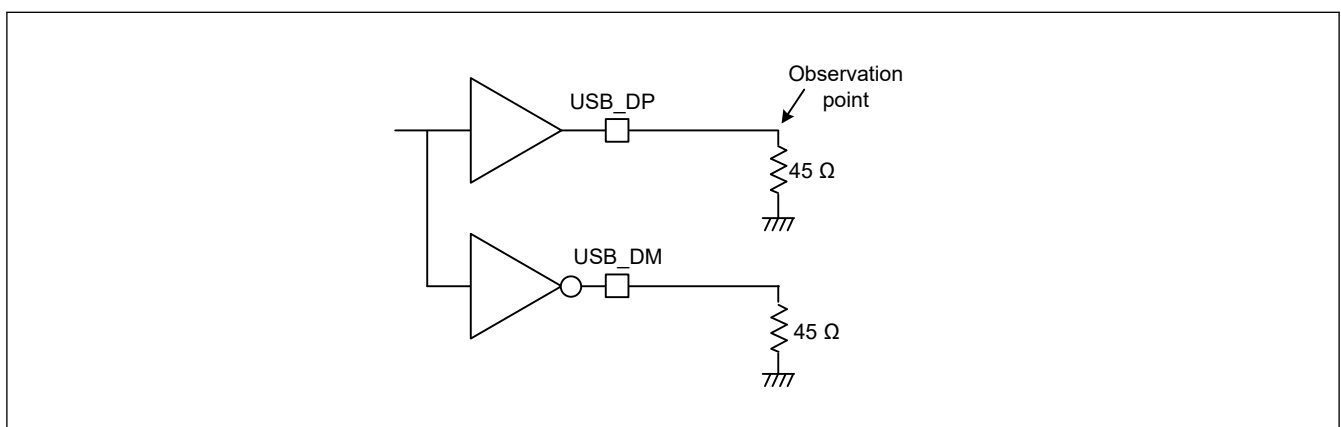 Observation
point
USB_DP
45 Ω
USB_DM
45 Ω